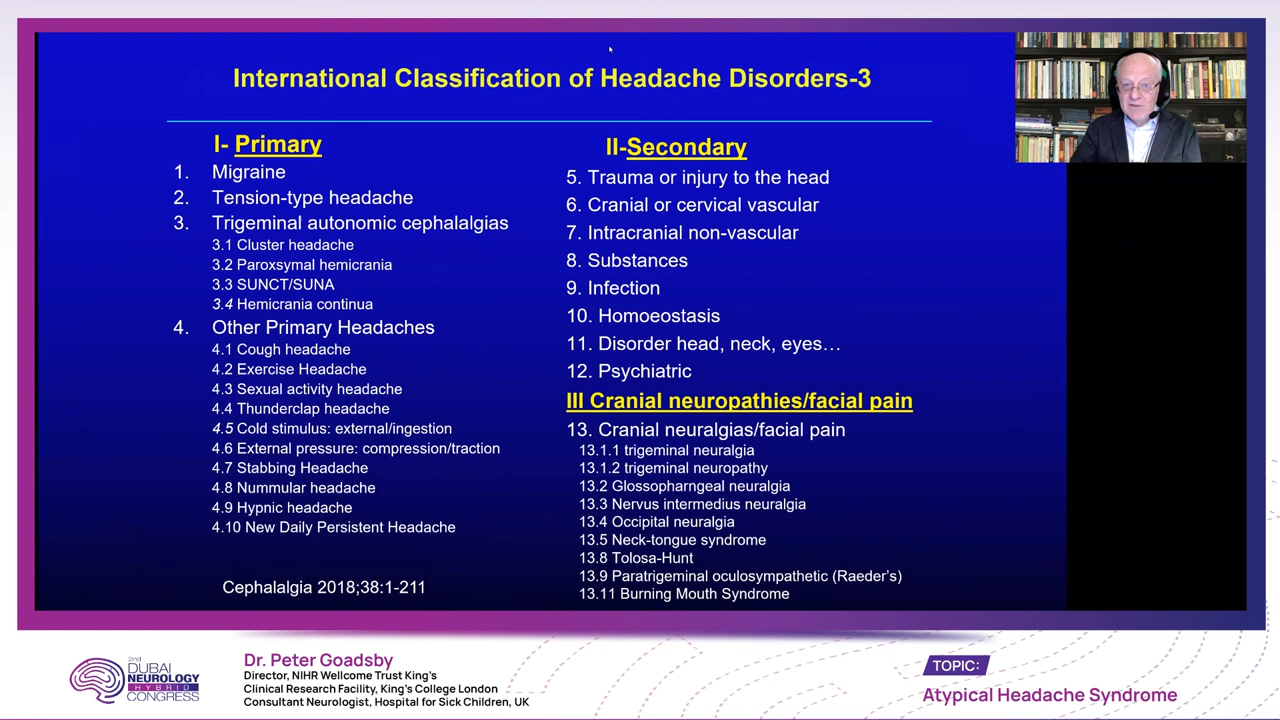 International Classification of Headache Disorders-3
I- Primary
1. Migraine
2. Tension-type headache
3. Trigeminal autonomic cephalalgias
3.1 Cluster headache
3.2 Paroxsymal hemicrania
3.3 SUNCT/SUNA
3.4 Hemicrania continua
4. Other Primary Headaches
4.1 Cough headache
4.2 Exercise Headache
4.3 Sexual activity headache
4.4 Thunderclap headache
4.5 Cold stimulus: external/ingestion
4.6 External pressure: compression/traction
4.7 Stabbing Headache
4.8 Nummular headache
4.9 Hypnic headache
4.10 New Daily Persistent Headache
Cephalalgia 2018;38:1-211
II-Secondary
5. Trauma or injury to the head
6. Cranial or cervical vascular
7. Intracranial non-vascular
8. Substances
9. Infection
10. Homoeostasis
11. Disorder head, neck, eyes…
12. Psychiatric
III Cranial neuropathies/facial pain
13. Cranial neuralgias/facial pain
13.1.1 trigeminal neuralgia
13.1.2 trigeminal neuropathy
13.2 Glossopharngeal neuralgia
13.3 Nervus intermedius neuralgia
13.4 Occipital neuralgia
13.5 Neck-tongue syndrome
13.8 Tolosa-Hunt
13.9 Paratrigeminal oculosympathetic (Raeder's)
13.11 Burning Mouth Syndrome
2nd
DUBAI
NEUROLOGY
HYBRID
CONGRESS
Dr. Peter Goadsby
Director, NIHR Wellcome Trust King's
Clinical Research Facility, King's College London
Consultant Neurologist, Hospital for Sick Children, UK
TOPIC:
Atypical Headache Syndrome